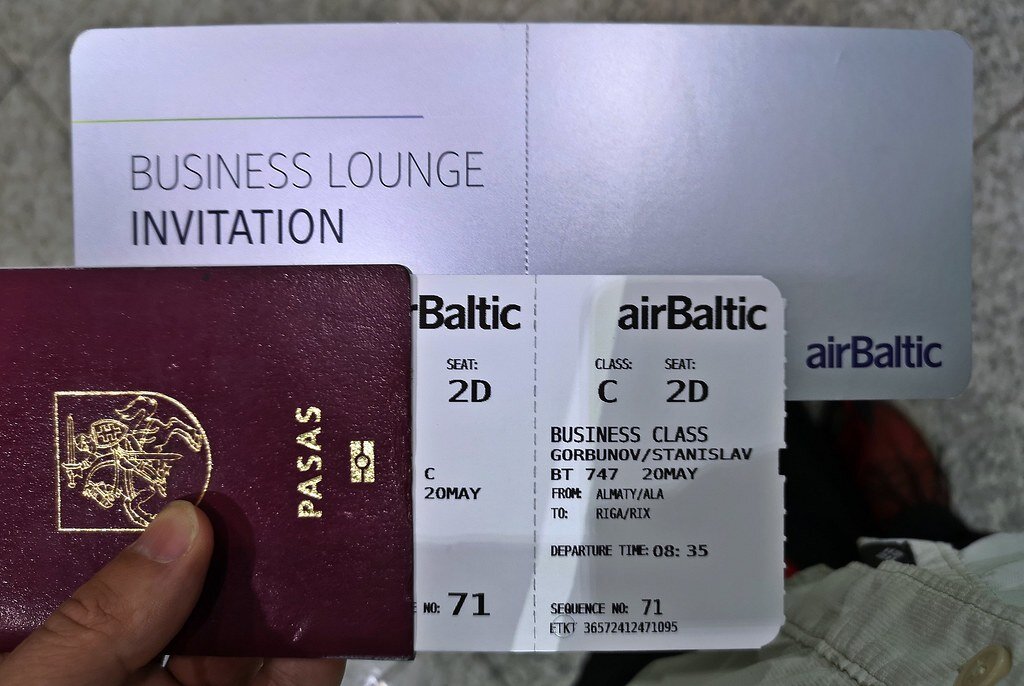 BUSINESS LOUNGE
INVITATION
airBaltic
PASAS
rBaltic
SEAT:
2D
C
20MAY
NO: 71
airBaltic
CLASS: SEAT:
C 2D
BUSINESS CLASS
GORBUNOV/STANISLAV
BT 747 20MAY
FROM: ALMATY/ALA
TO: RIGA/RIX
DEPARTURE TIME: 08:35
SEQUENCE NO: 71
ETKT 36572412471095